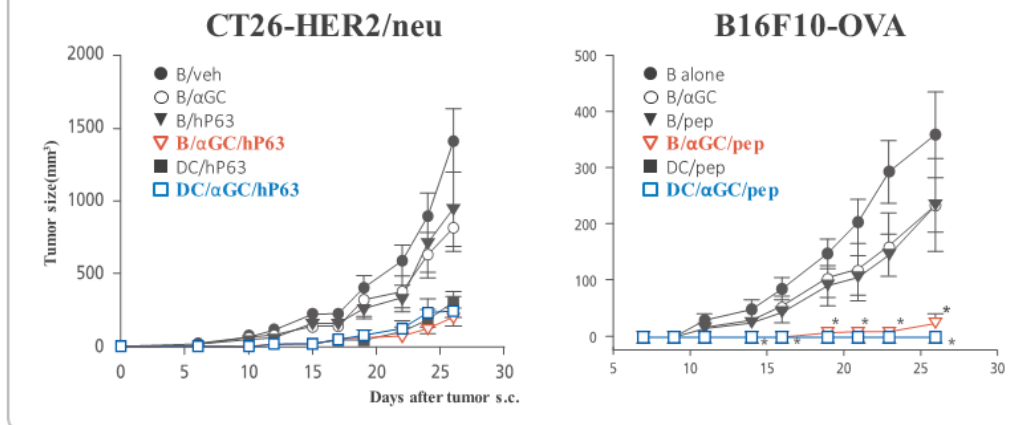 CT26-HER2/neu
2000
1500
1000
500
0
Tumor size(mm³)
B/veh
B/αGC
B/hP63
B/αGC/hP63
DC/hP63
DC/αGC/hP63
0 5 10 15 20 25 30
Days after tumor s.c.
B16F10-OVA
500
400
300
200
100
0
B alone
B/αGC
B/pep
B/αGC/pep
DC/pep
DC/αGC/pep
* * * *
* * *
5 10 15 20 25 30